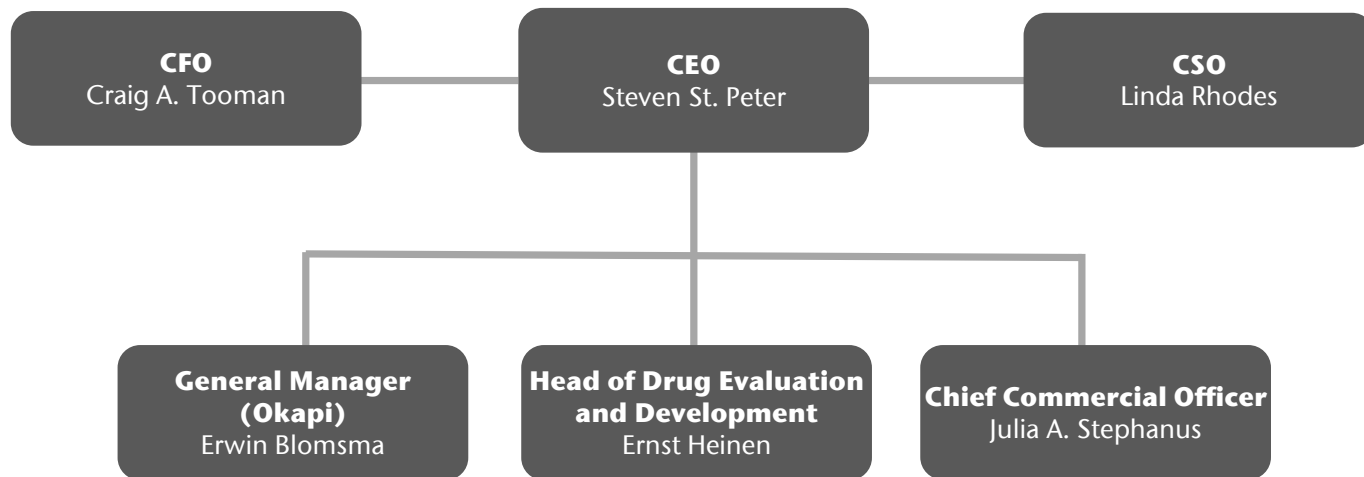 CFO
Craig A. Tooman
CEO
Steven St. Peter
CSO
Linda Rhodes
General Manager
(Okapi)
Erwin Blomsma
Head of Drug Evaluation
and Development
Ernst Heinen
Chief Commercial Officer
Julia A. Stephanus